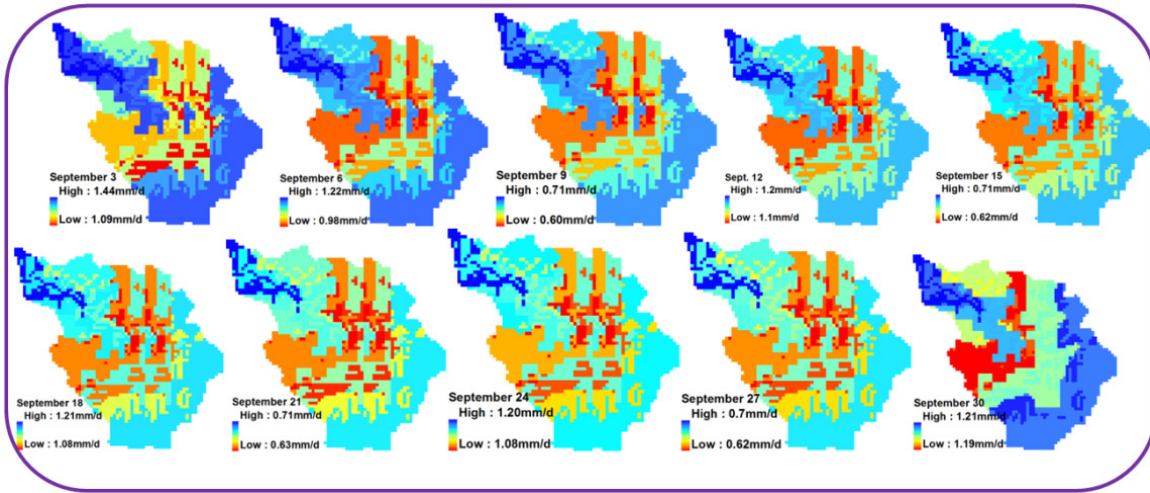 September 3
High : 1.44mm/d
Low : 1.09mm/d
September 6
High : 1.22mm/d
Low : 0.98mm/d
September 9
High : 0.71mm/d
Low : 0.60mm/d
Sept. 12
High : 1.2mm/d
Low : 1.1mm/d
September 15
High : 0.71mm/d
Low : 0.62mm/d
September 18
High : 1.21mm/d
Low : 1.08mm/d
September 21
High : 0.71mm/d
Low : 0.63mm/d
September 24
High : 1.20mm/d
Low : 1.08mm/d
September 27
High : 0.7mm/d
Low : 0.62mm/d
September 30
High : 1.21mm/d
Low : 1.19mm/d